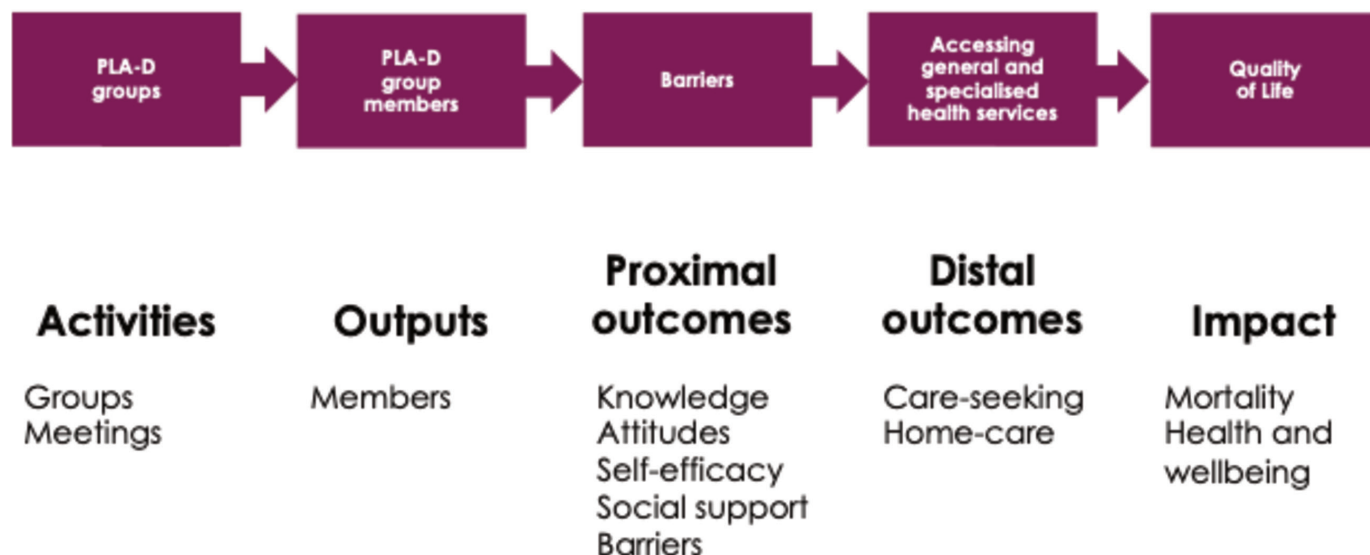 PLA-D
groups
PLA-D
group
members
Barriers
Accessing
general and
specialised
health services
Quality
of Life
Activities
Outputs
Proximal
outcomes
Distal
outcomes
Impact
Groups
Meetings
Members
Knowledge
Attitudes
Self-efficacy
Social support
Barriers
Care-seeking
Home-care
Mortality
Health and
wellbeing